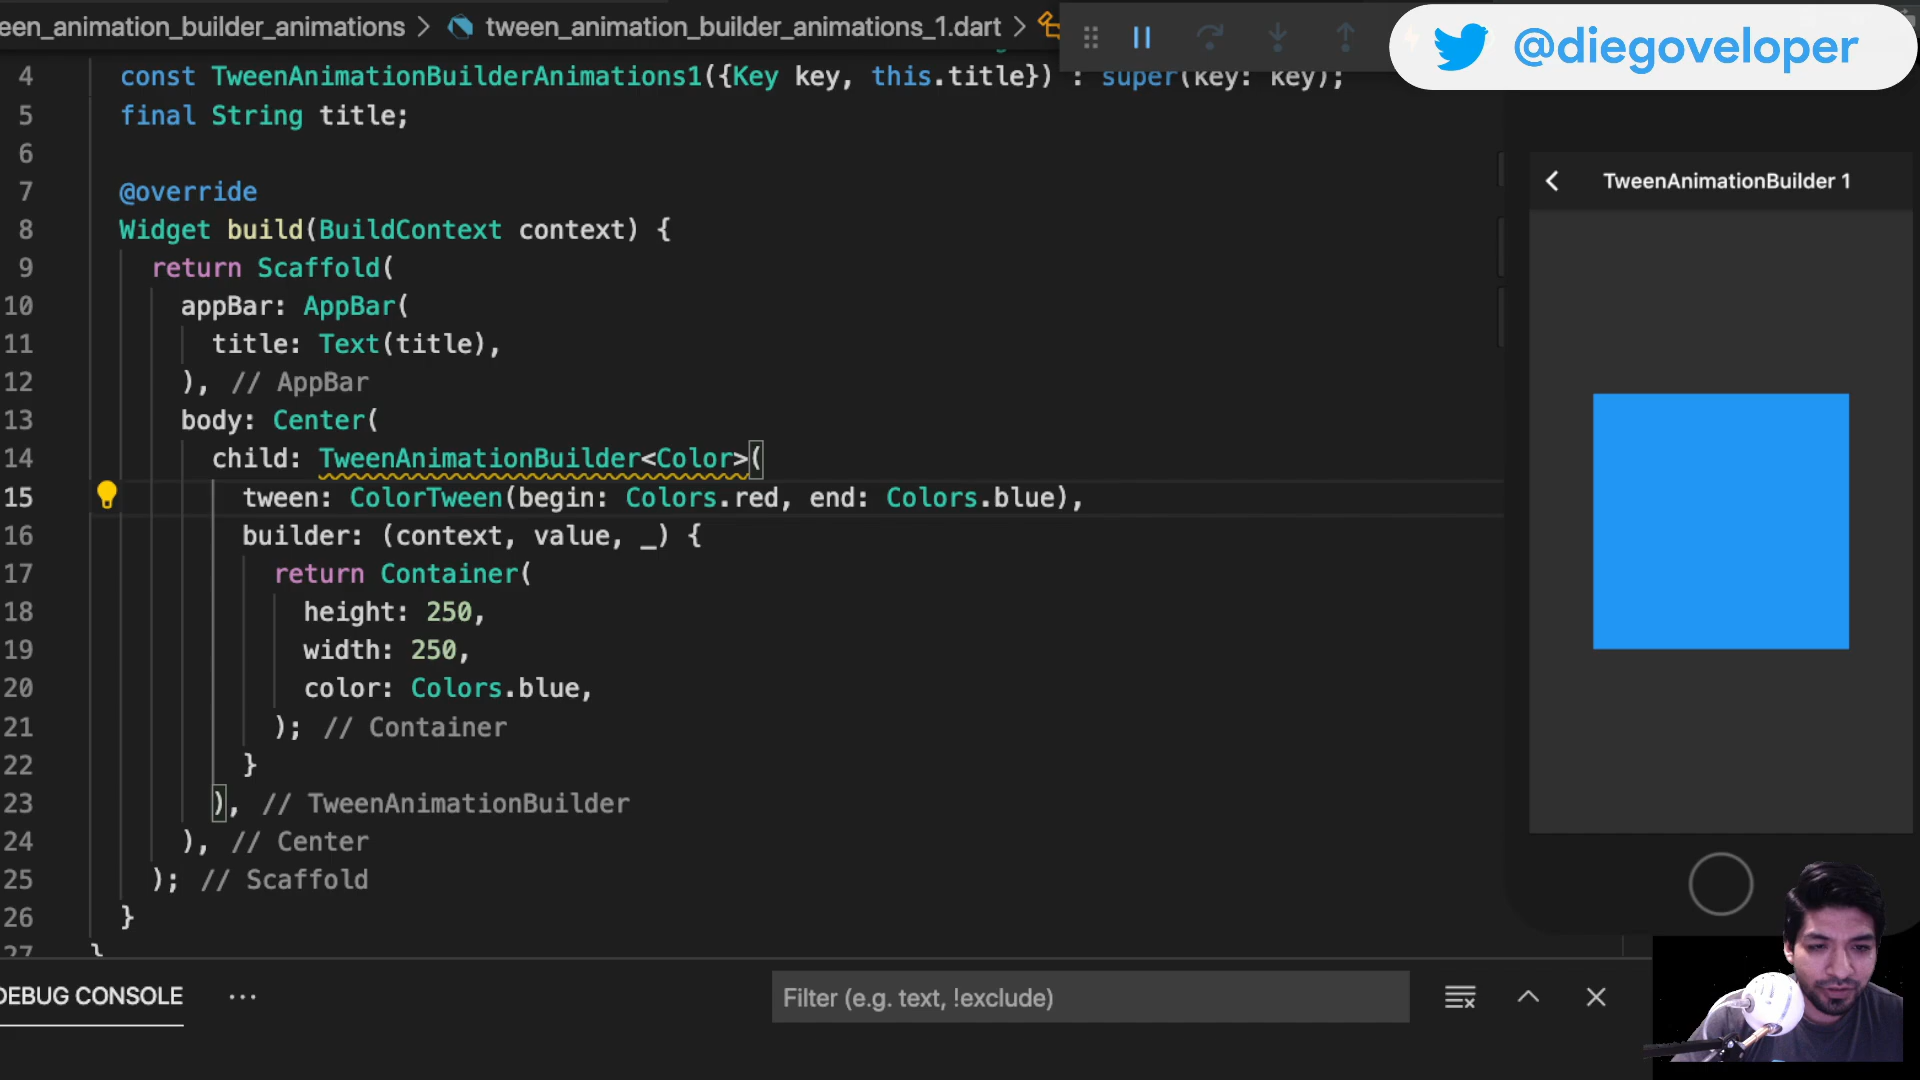 een_animation_builder_animations > tween_animation_builder_animations_1.dart >
@diegoveloper
4 const TweenAnimationBuilderAnimations1({Key key, this.title}) : super(key: key);
5 final String title;
6
7 @override
8 Widget build(BuildContext context) {
9 return Scaffold(
10 appBar: AppBar(
11 title: Text(title),
12 ), // AppBar
13 body: Center(
14 child: TweenAnimationBuilder<Color>(
15 tween: ColorTween(begin: Colors.red, end: Colors.blue),
16 builder: (context, value, _) {
17 return Container(
18 height: 250,
19 width: 250,
20 color: Colors.blue,
21 ); // Container
22 }
23 ), // TweenAnimationBuilder
24 ), // Center
25 ); // Scaffold
26 }
27 }
TweenAnimationBuilder 1
DEBUG CONSOLE ...
Filter (e.g. text, !exclude)